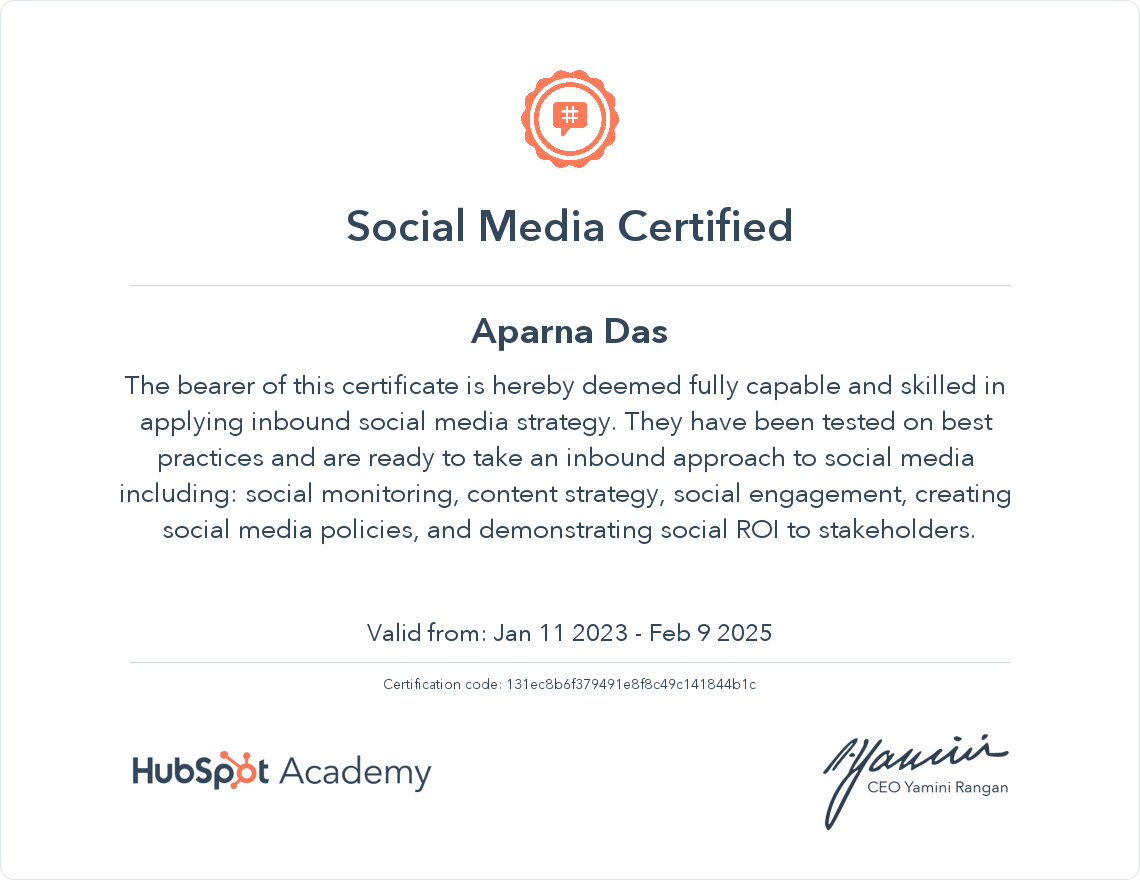 #
Social Media Certified
Aparna Das
The bearer of this certificate is hereby deemed fully capable and skilled in
applying inbound social media strategy. They have been tested on best
practices and are ready to take an inbound approach to social media
including: social monitoring, content strategy, social engagement, creating
social media policies, and demonstrating social ROI to stakeholders.
Valid from: Jan 11 2023 - Feb 9 2025
Certification code: 131ec8b6f379491e8f8c49c141844b1c
HubSpot Academy
CEO Yamini Rangan